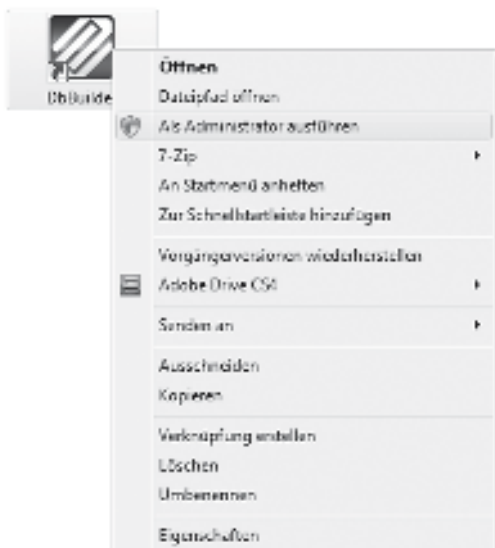 DbBuilde
Öffnen
Dateipfad öffnen
Als Administrator ausführen
7-Zip
An Startmenü anheften
Zur Schnellstartleiste hinzufügen
Vorgängerversionen wiederherstellen
Adobe Drive CS4
Senden an
Ausschneiden
Kopieren
Verknüpfung erstellen
Löschen
Umbenennen
Eigenschaften